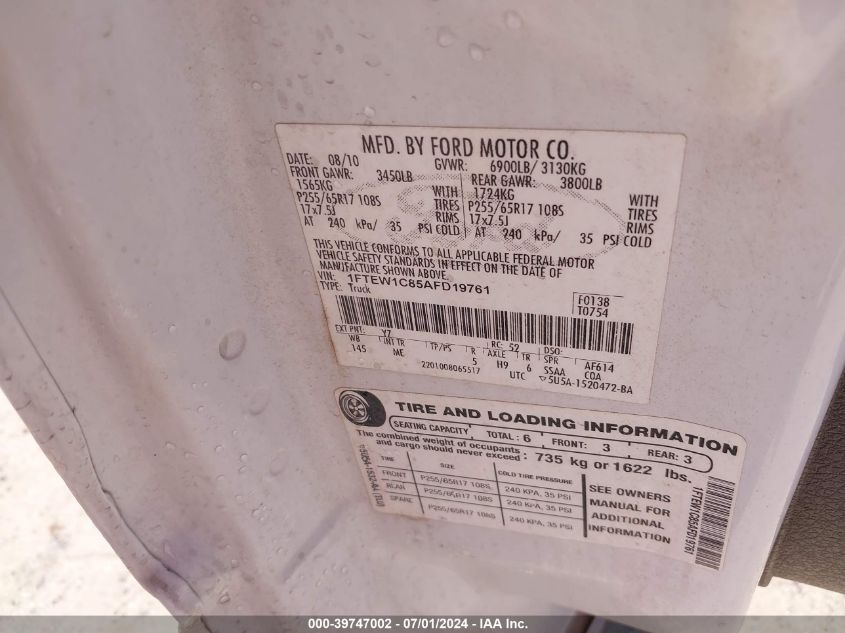 MFD. BY FORD MOTOR CO.
DATE: 08/10 GVWR: 6900LB/ 3130KG
FRONT GAWR: 3450LB REAR GAWR: 3800LB
1565KG WITH 1724KG WITH
P255/65R17 108S TIRES P255/65R17 108S TIRES
17x7.5J RIMS 17x7.5J RIMS
AT 240 kPa/ 35 PSI COLD AT 240 kPa/ 35 PSI COLD
THIS VEHICLE CONFORMS TO ALL APPLICABLE FEDERAL MOTOR
VEHICLE SAFETY STANDARDS IN EFFECT ON THE DATE OF
MANUFACTURE SHOWN ABOVE.
VIN: 1FTEW1C85AFD19761
TYPE: Truck
F0138
T0754
EXT PNT: YZ RC: 52 DSO:
WB INT TR TP/PS R AXLE TR SPR
145 ME 5 H9 6 SSAA AF614
COA
2201008065517 UTC ▽5U5A-1520472-BA
TIRE AND LOADING INFORMATION
SEATING CAPACITY TOTAL: 6 FRONT: 3 REAR: 3
The combined weight of occupants
and cargo should never exceed: 735 kg or 1622 lbs.
TIRE SIZE COLD TIRE PRESSURE
FRONT P255/65R17 108S 240 KPA, 35 PSI
REAR P255/65R17 108S 240 KPA, 35 PSI
SPARE P255/65R17 108S 240 KPA, 35 PSI
SEE OWNERS
MANUAL FOR
ADDITIONAL
INFORMATION
1FTEW1C85AFD19761
000-39747002 - 07/01/2024 - IAA Inc.